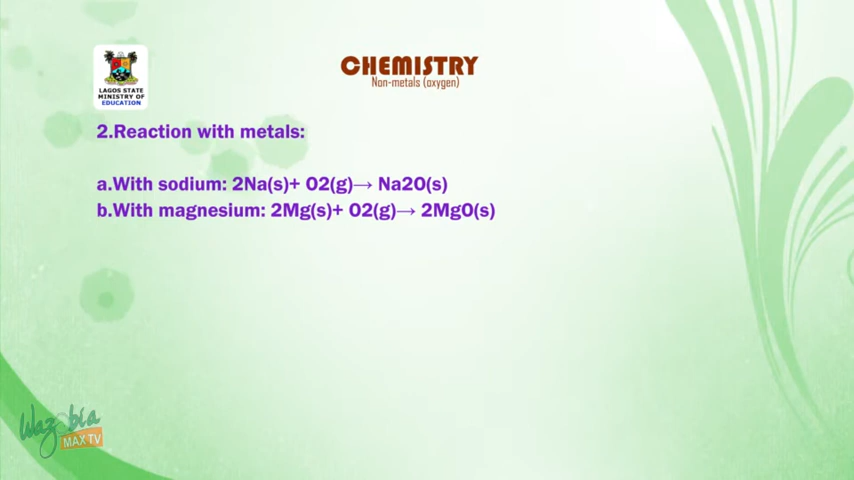 LAGOS STATE
MINISTRY OF
EDUCATION
CHEMISTRY
Non-metals (oxygen)
2.Reaction with metals:
a.With sodium: 2Na(s)+ O2(g)→ Na2O(s)
b.With magnesium: 2Mg(s)+ O2(g)→ 2MgO(s)
Wazobia
MAX TV